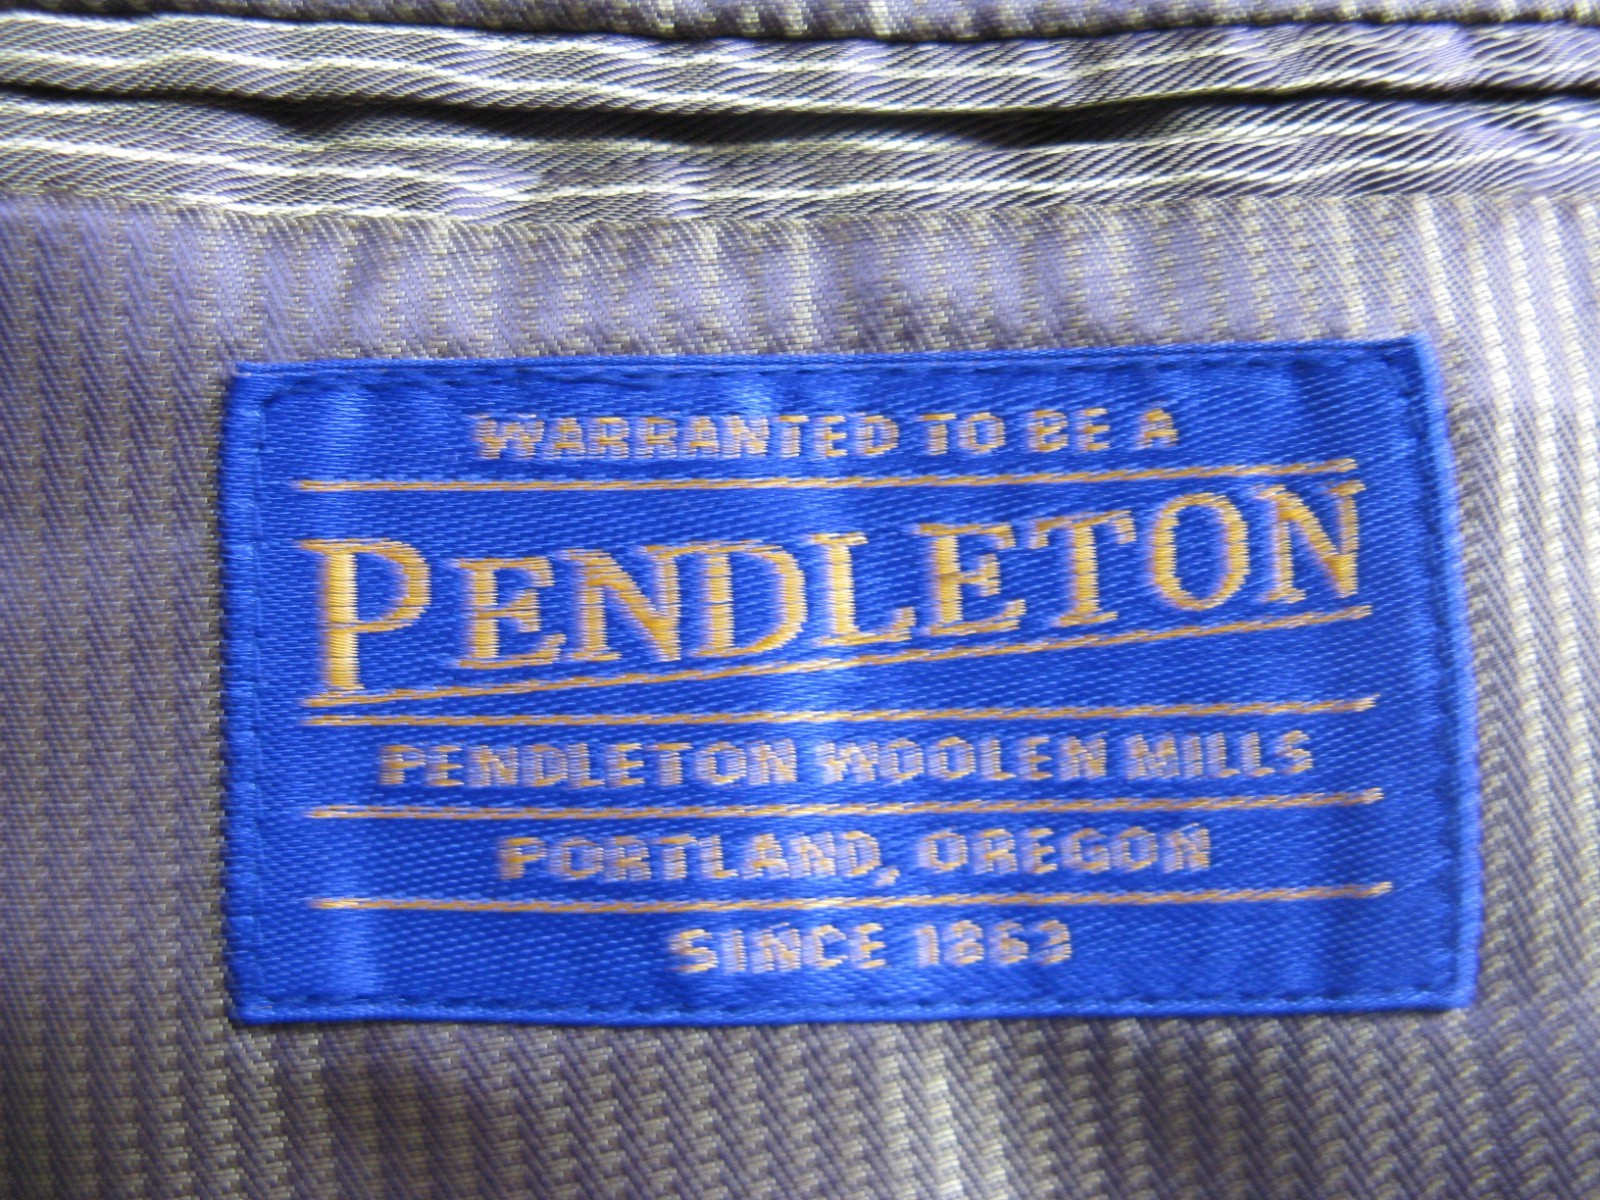 WARRANTED TO BE A
PENDLETON
PENDLETON WOOLEN MILLS
PORTLAND, OREGON
SINCE 1863